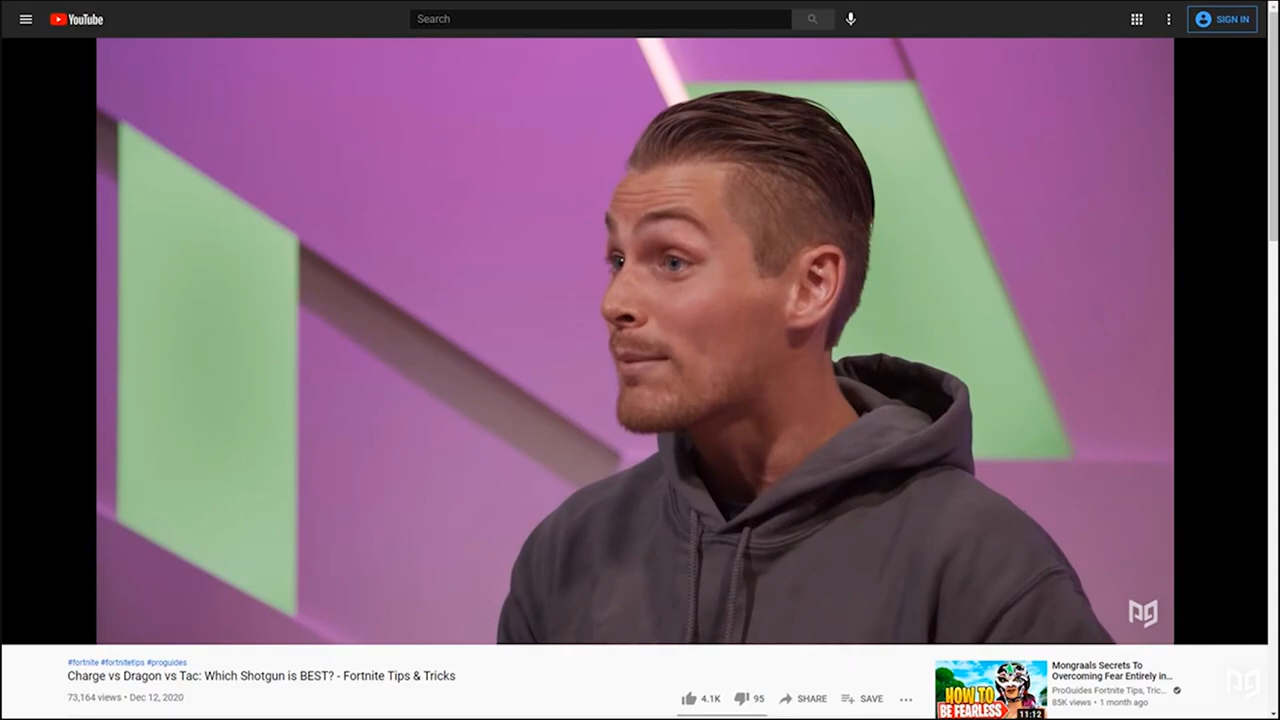 YouTube
Search
SIGN IN
#fortnite #fortnitetips #proguides
Charge vs Dragon vs Tac: Which Shotgun is BEST? - Fortnite Tips & Tricks
73,164 views • Dec 12, 2020
4.1K
95
SHARE
SAVE
HOW TO
BE FEARLESS
11:12
Mongraals Secrets To
Overcoming Fear Entirely in...
ProGuides Fortnite Tips, Tric...
85K views • 1 month ago
PG